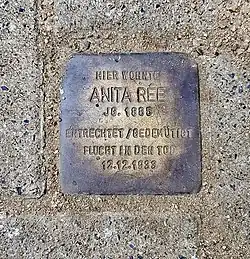 HIER WOHNTE
ANITA RÉE
JG. 1885
ENTRECHTET/GEDEMÜTIGT
FLUCHT IN DEN TOD
12.12.1933